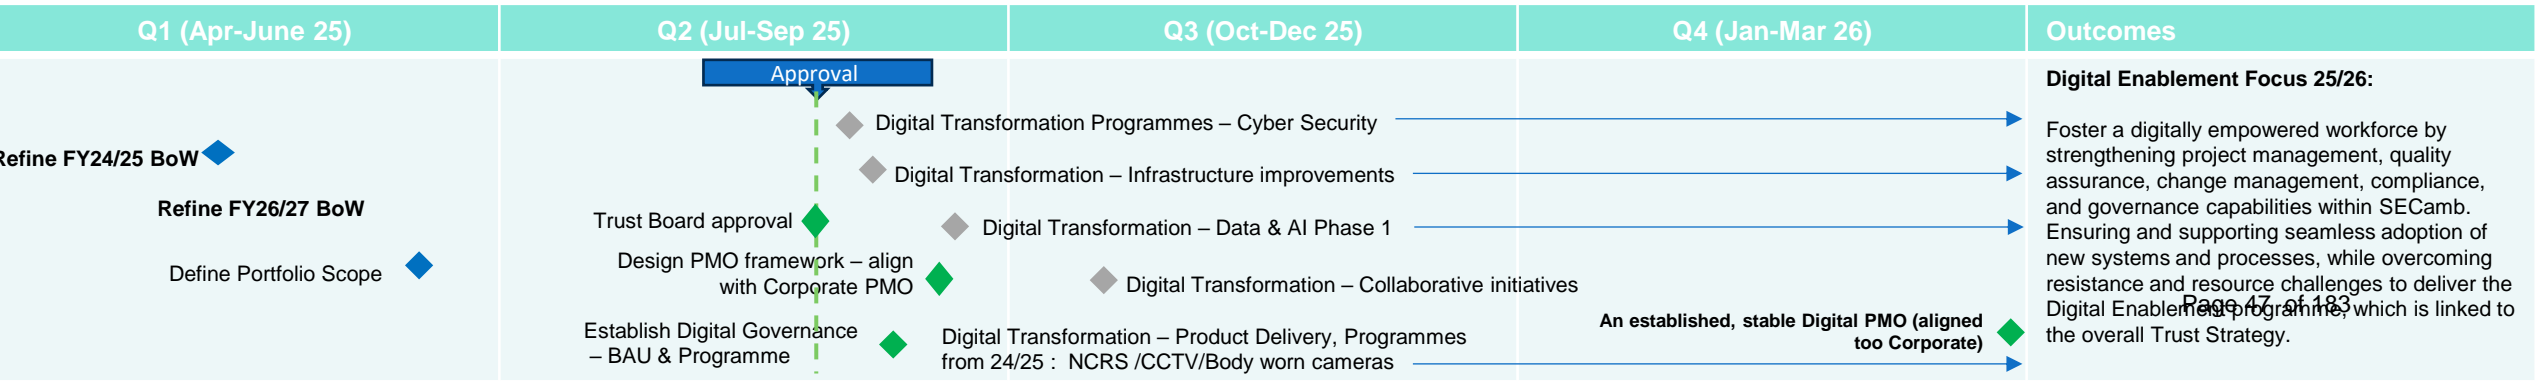 Q1 (Apr-June 25)
Q2 (Jul-Sep 25)
Q3 (Oct-Dec 25)
Q4 (Jan-Mar 26)
Outcomes
Refine FY24/25 BoW
Refine FY26/27 BoW
Define Portfolio Scope
Approval
Trust Board approval
Design PMO framework – align
with Corporate PMO
Establish Digital Governance
– BAU & Programme
Digital Transformation Programmes – Cyber Security
Digital Transformation – Infrastructure improvements
Digital Transformation – Data & AI Phase 1
Digital Transformation – Collaborative initiatives
Digital Transformation – Product Delivery, Programmes
from 24/25 : NCRS /CCTV/Body worn cameras
An established, stable Digital PMO (aligned
too Corporate)
Digital Enablement Focus 25/26:
Foster a digitally empowered workforce by
strengthening project management, quality
assurance, change management, compliance,
and governance capabilities within SECamb.
Ensuring and supporting seamless adoption of
new systems and processes, while overcoming
resistance and resource challenges to deliver the
Digital Enablement programme, which is linked to
the overall Trust Strategy.
Page 47 of 183